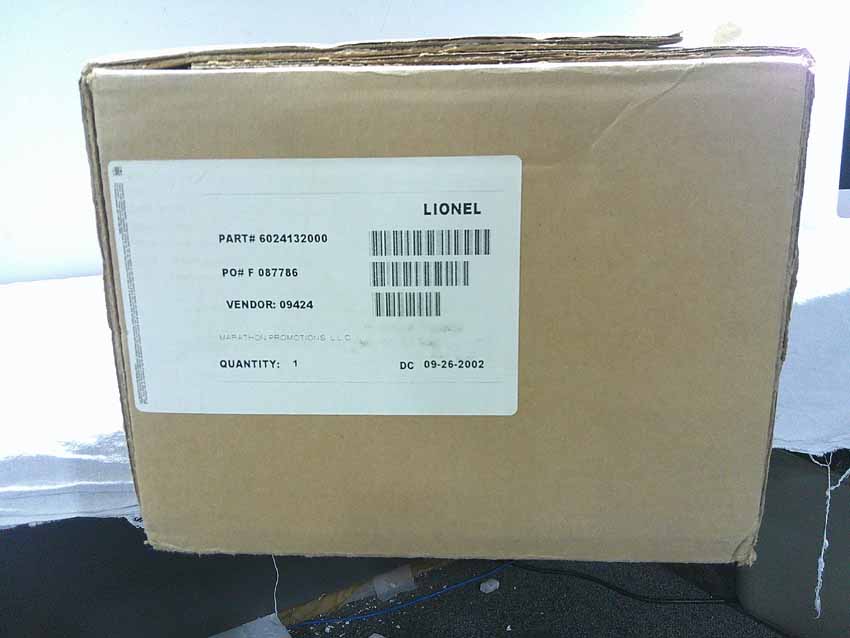 LIONEL
PART# 6024132000
PO# F 087786
VENDOR: 09424
MARATHON PROMOTIONS, L.L.C.
QUANTITY: 1 DC 09-26-2002